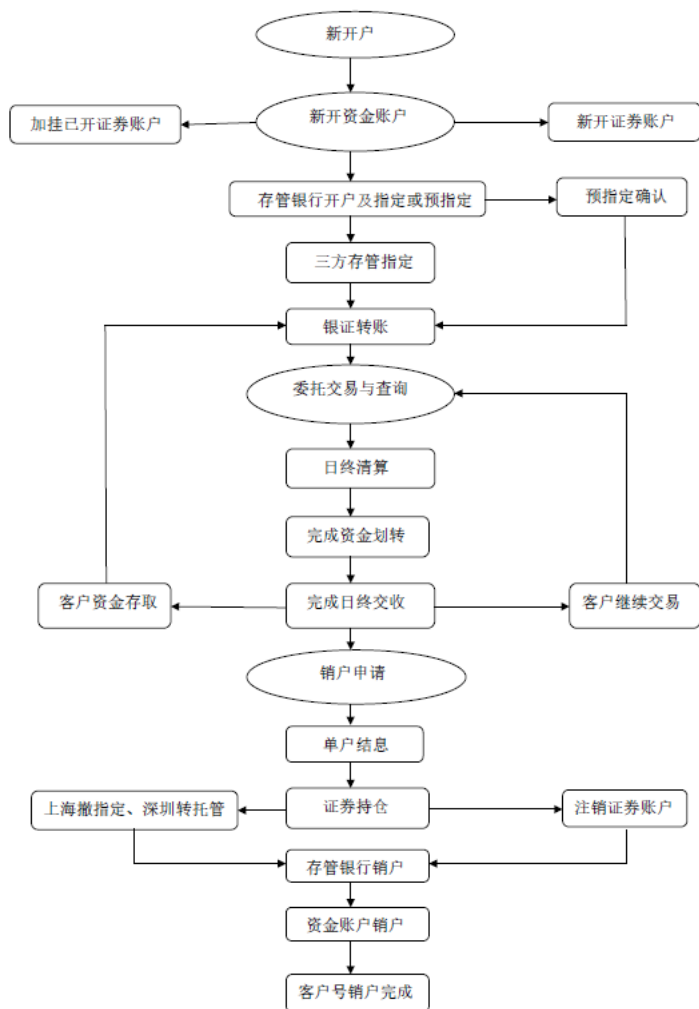 新开户
加挂已开证券账户
新开资金账户
新开证券账户
存管银行开户及指定或预指定
预指定确认
三方存管指定
银证转账
委托交易与查询
日终清算
完成资金划转
客户资金存取
完成日终交收
客户继续交易
销户申请
单户结息
上海撤指定、深圳转托管
证券持仓
注销证券账户
存管银行销户
资金账户销户
客户号销户完成